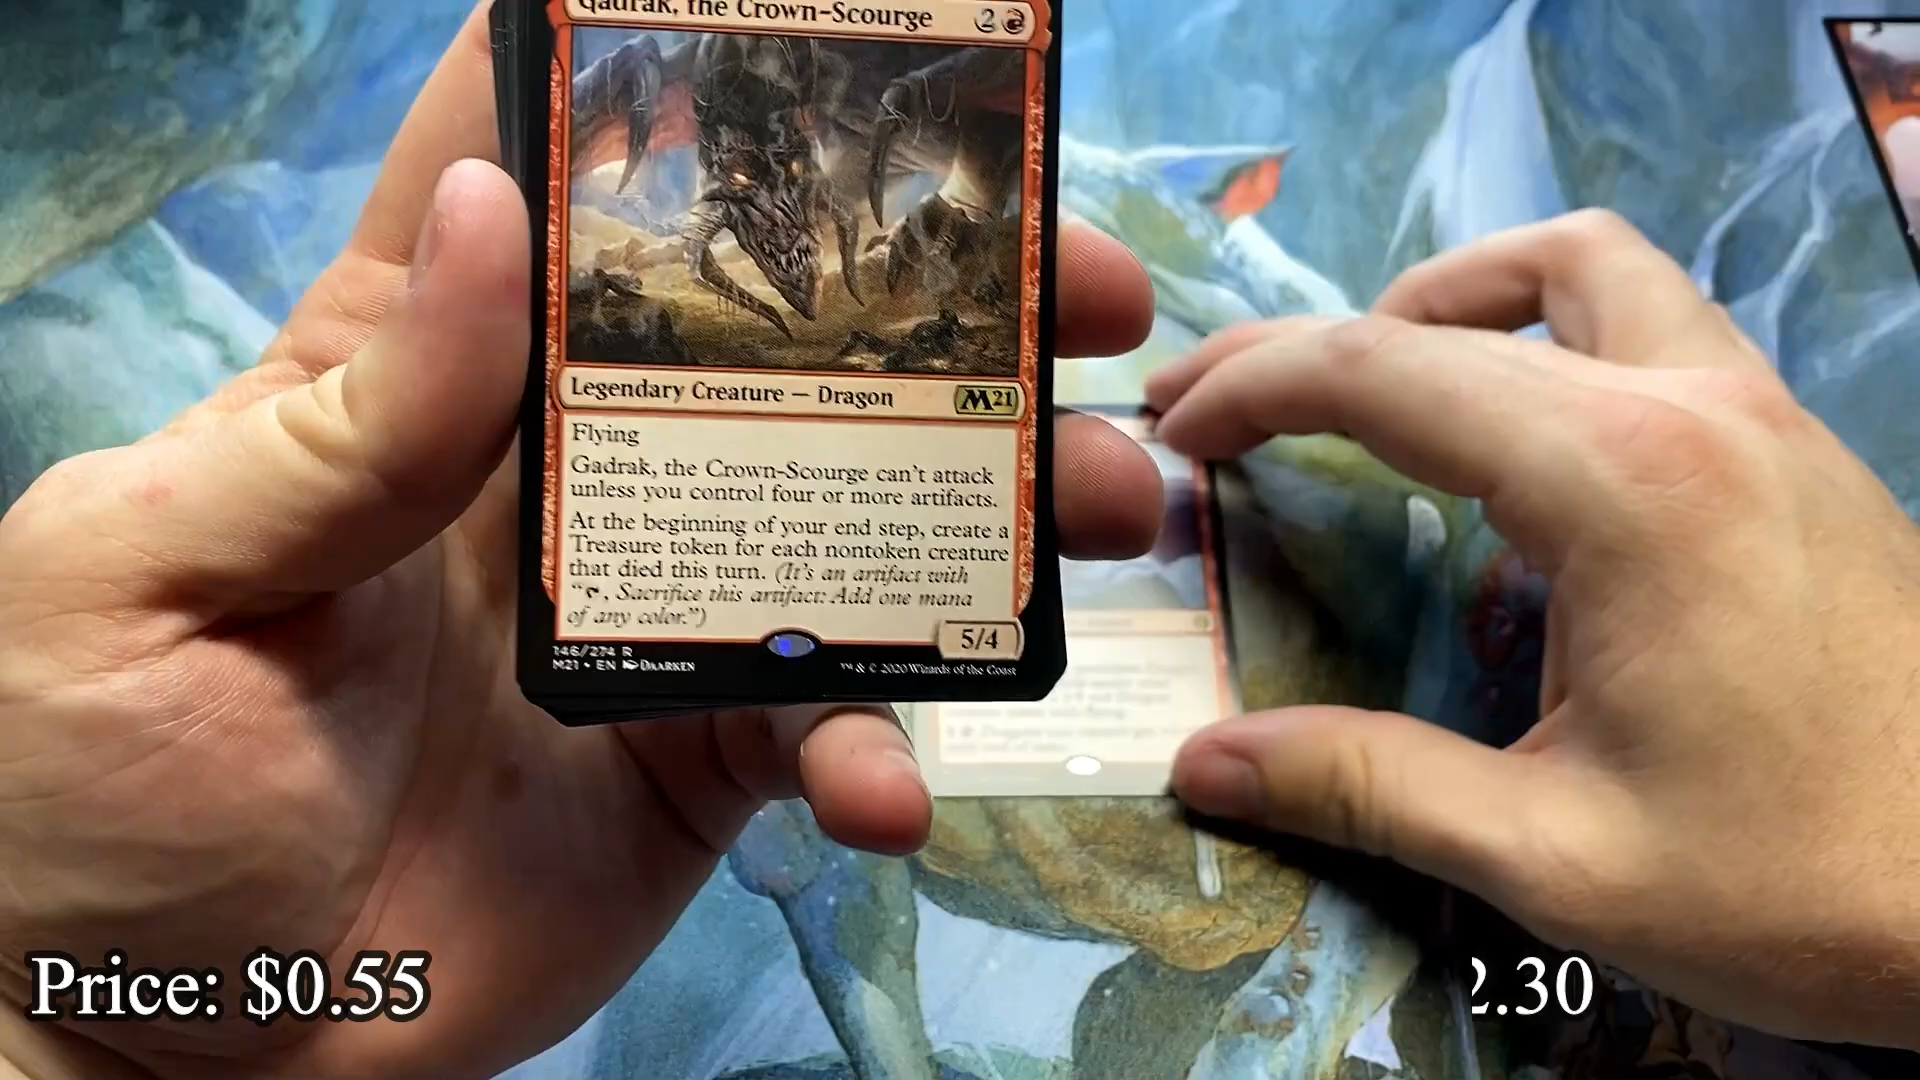 Gadrak, the Crown-Scourge 2
Legendary Creature — Dragon M21
Flying
Gadrak, the Crown-Scourge can't attack
unless you control four or more artifacts.
At the beginning of your end step, create a
Treasure token for each nontoken creature
that died this turn. (It's an artifact with
", Sacrifice this artifact: Add one mana
of any color.")
5/4
146/274 R
M21 • EN DAARKEN
™ & © 2020 Wizards of the Coast
Price: $0.55
2.30